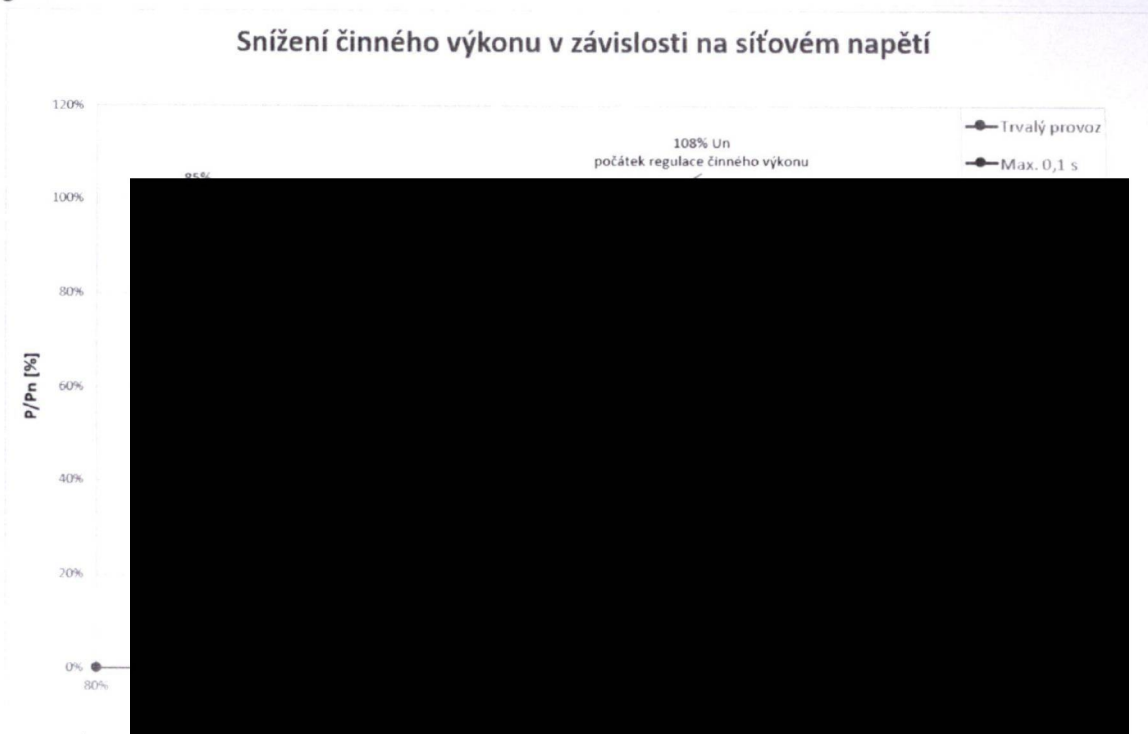 Snížení činného výkonu v závislosti na síťovém napětí
120%
108% Un
počátek regulace činného výkonu
Trvalý provoz
Max. 0,1 s
85%
100%
80%
60%
P/Pn [%]
40%
20%
0%
80%